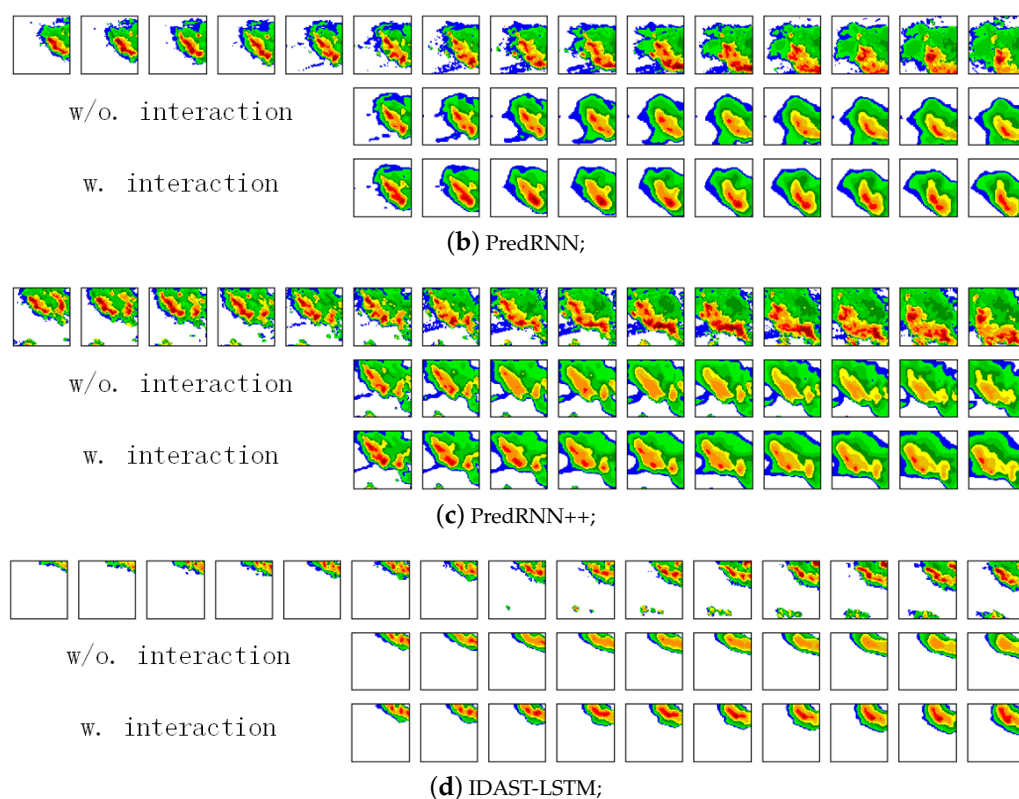 w/o. interaction
w. interaction
(b) PredRNN;
w/o. interaction
w. interaction
(c) PredRNN++;
w/o. interaction
w. interaction
(d) IDAST-LSTM;